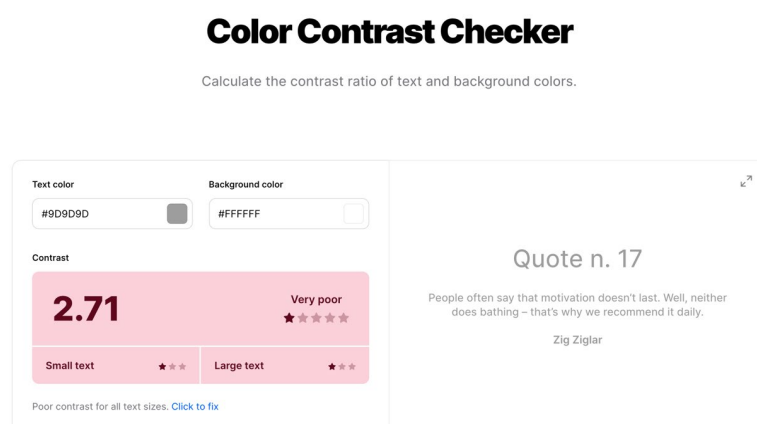 Color Contrast Checker
Calculate the contrast ratio of text and background colors.
Text color
#9D9D9D
Background color
#FFFFFF
Contrast
2.71
Very poor
Small text
Large text
Poor contrast for all text sizes. Click to fix
Quote n. 17
People often say that motivation doesn't last. Well, neither
does bathing – that's why we recommend it daily.
Zig Ziglar